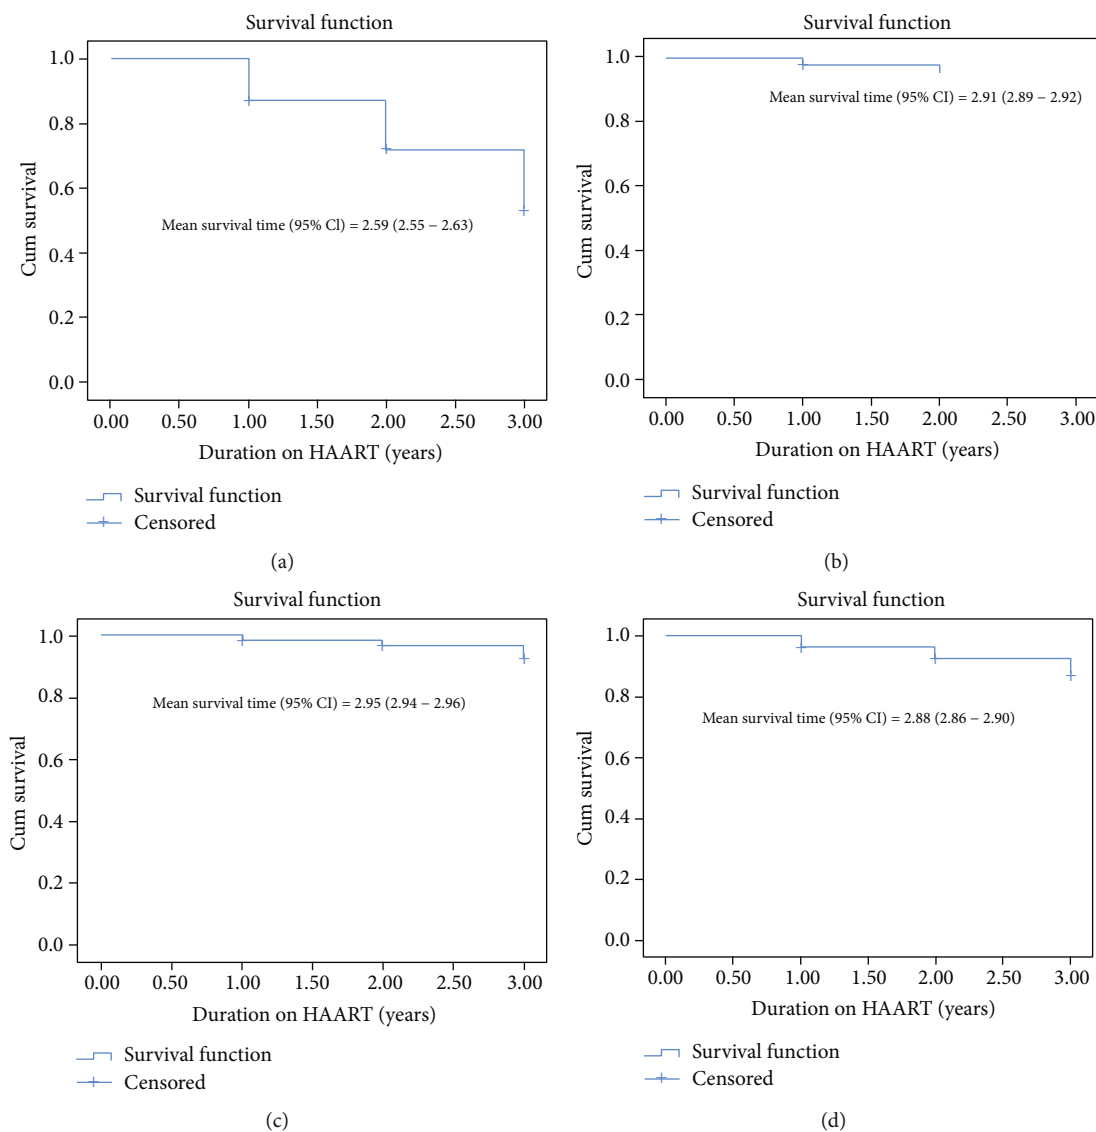 Survival function
1.0
0.8
0.6
0.4
0.2
0.0
Cum survival
Mean survival time (95% CI) = 2.59 (2.55 − 2.63)
0.00 0.50 1.00 1.50 2.00 2.50 3.00
Duration on HAART (years)
Survival function
Censored
(a)
Survival function
1.0
0.8
0.6
0.4
0.2
0.0
Cum survival
Mean survival time (95% CI) = 2.91 (2.89 − 2.92)
0.00 0.50 1.00 1.50 2.00 2.50 3.00
Duration on HAART (years)
Survival function
Censored
(b)
Survival function
1.0
0.8
0.6
0.4
0.2
0.0
Cum survival
Mean survival time (95% CI) = 2.95 (2.94 − 2.96)
0.00 0.50 1.00 1.50 2.00 2.50 3.00
Duration on HAART (years)
Survival function
Censored
(c)
Survival function
1.0
0.8
0.6
0.4
0.2
0.0
Cum survival
Mean survival time (95% CI) = 2.88 (2.86 − 2.90)
0.00 0.50 1.00 1.50 2.00 2.50 3.00
Duration on HAART (years)
Survival function
Censored
(d)